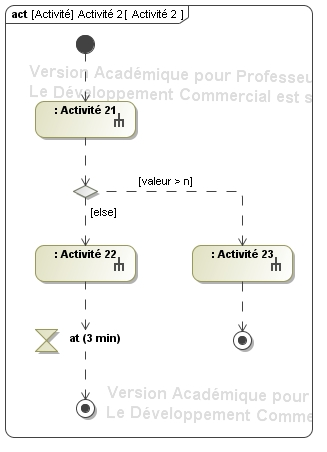 act [Activité] Activité 2 [ Activité 2 ]
Version Académique pour Professeu
Le Développement Commercial est s
: Activité 21
[valeur > n]
[else]
: Activité 22
: Activité 23
at (3 min)
Version Académique pour
Le Développement Comme